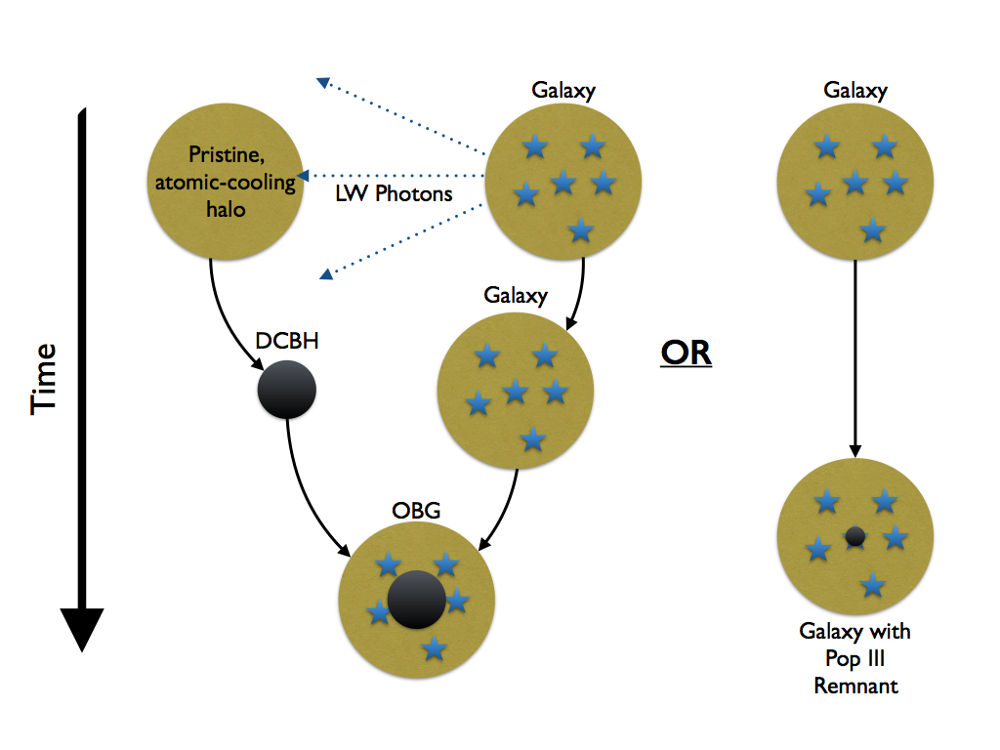 Galaxy
Galaxy
Pristine,
atomic-cooling
halo
LW Photons
Galaxy
DCBH
OR
Time
OBG
Galaxy with
Pop III
Remnant